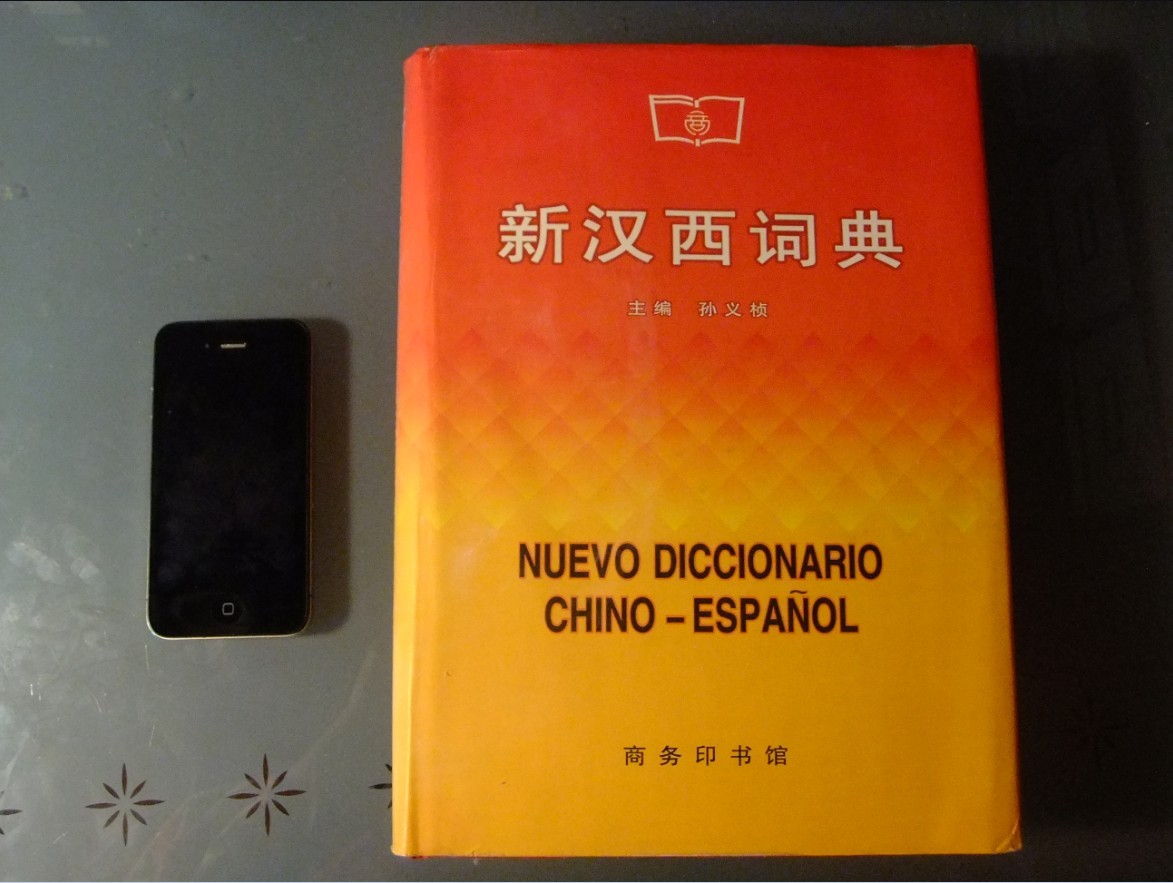 商
新汉西词典
主编 孙义桢
NUEVO DICCIONARIO
CHINO – ESPAÑOL
商务印书馆